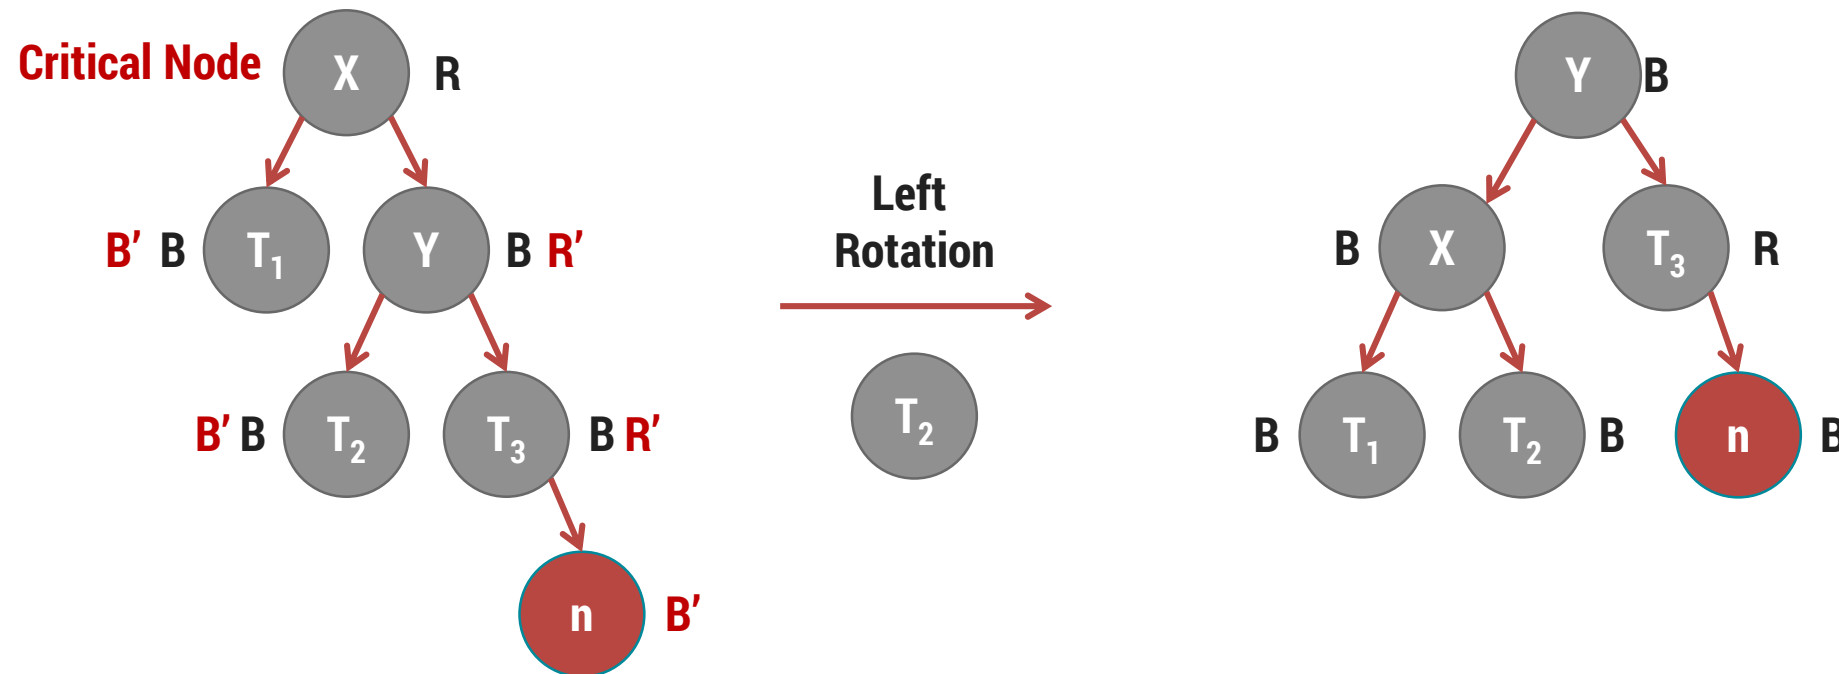 Critical Node X R
B’ B T1 Y B R’
B’ B T2 T3 B R’
n B’
Left
Rotation
T2
Y B
B X T3 R
B T1 T2 B n B